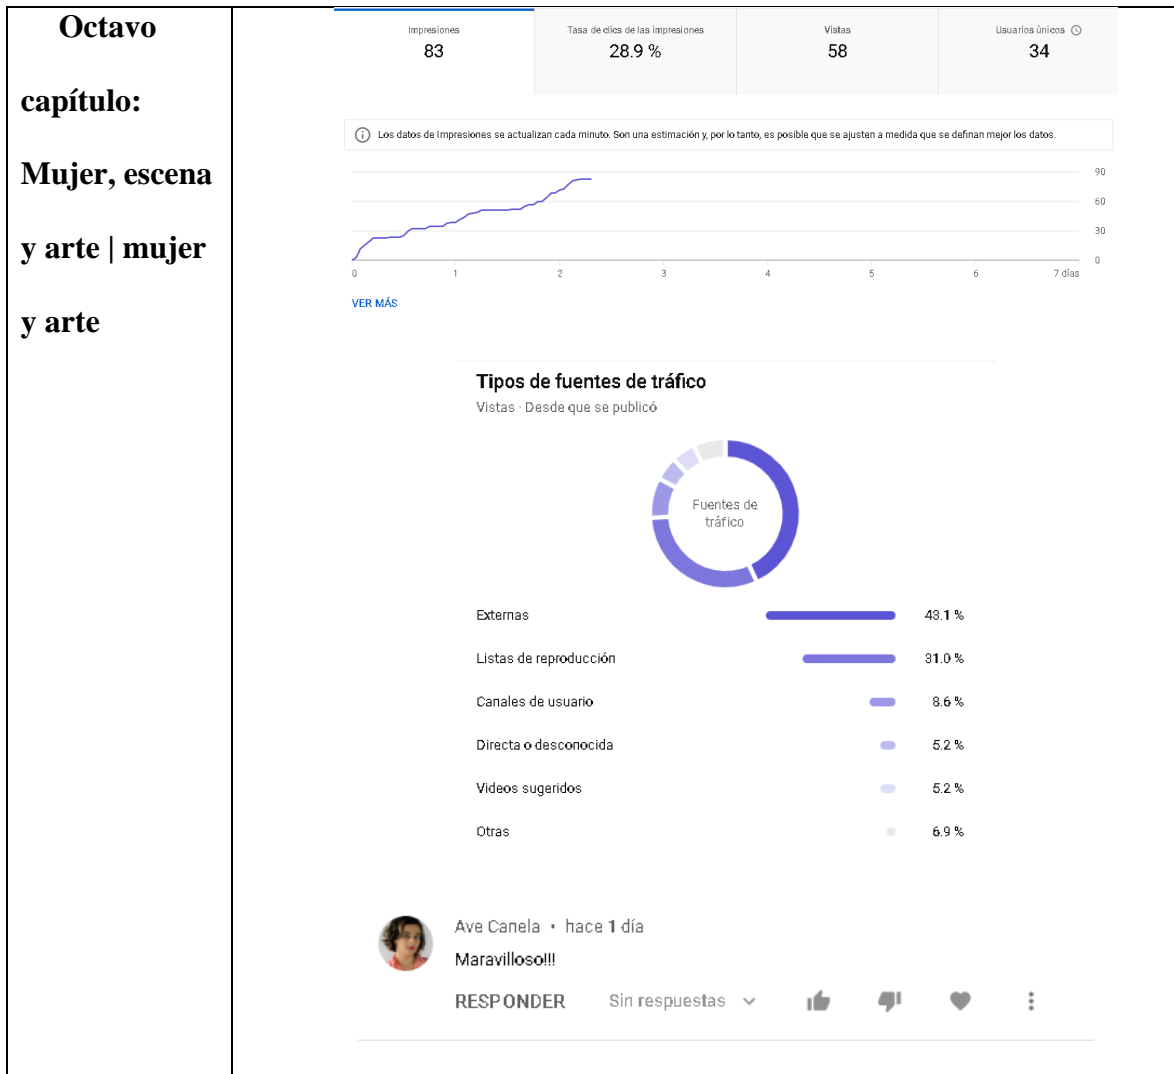 Octavo
capítulo:
Mujer, escena
y arte | mujer
y arte
Impresiones
83
Tasa de clics de las impresiones
28.9 %
Vistas
58
Usuarios únicos
34
Los datos de Impresiones se actualizan cada minuto. Son una estimación y, por lo tanto, es posible que se ajusten a medida que se definan mejor los datos.
90
60
30
0
0 1 2 3 4 5 6 7 días
VER MÁS
Tipos de fuentes de tráfico
Vistas · Desde que se publicó
Fuentes de
tráfico
Externas 43.1 %
Listas de reproducción 31.0 %
Canales de usuario 8.6 %
Directa o desconocida 5.2 %
Videos sugeridos 5.2 %
Otras 6.9 %
Ave Canela • hace 1 día
Maravilloso!!!
RESPONDER Sin respuestas